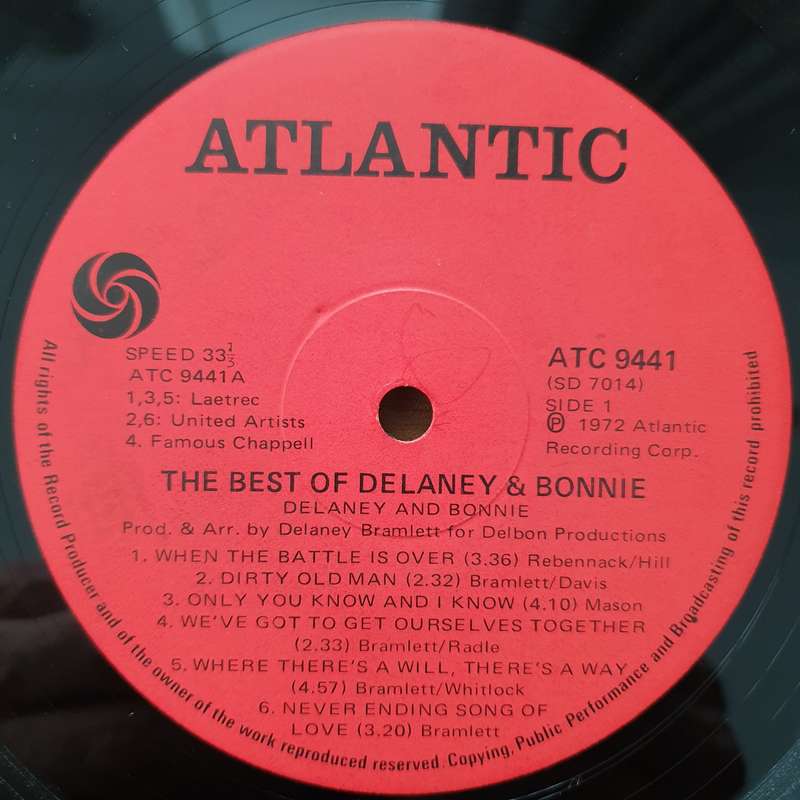 ATLANTIC
SPEED 33⅓
ATC 9441A
1,3,5: Laetrec
2,6: United Artists
4. Famous Chappell
ATC 9441
(SD 7014)
SIDE 1
Ⓟ 1972 Atlantic
Recording Corp.
THE BEST OF DELANEY & BONNIE
DELANEY AND BONNIE
Prod. & Arr. by Delaney Bramlett for Delbon Productions
1. WHEN THE BATTLE IS OVER (3.36) Rebennack/Hill
2. DIRTY OLD MAN (2.32) Bramlett/Davis
3. ONLY YOU KNOW AND I KNOW (4.10) Mason
4. WE'VE GOT TO GET OURSELVES TOGETHER
(2.33) Bramlett/Radle
5. WHERE THERE'S A WILL, THERE'S A WAY
(4.57) Bramlett/Whitlock
6. NEVER ENDING SONG OF
LOVE (3,20) Bramlett
All rights of the Record Producer and of the owner of the work reproduced reserved. Copying, Public Performance and Broadcasting of this record prohibited